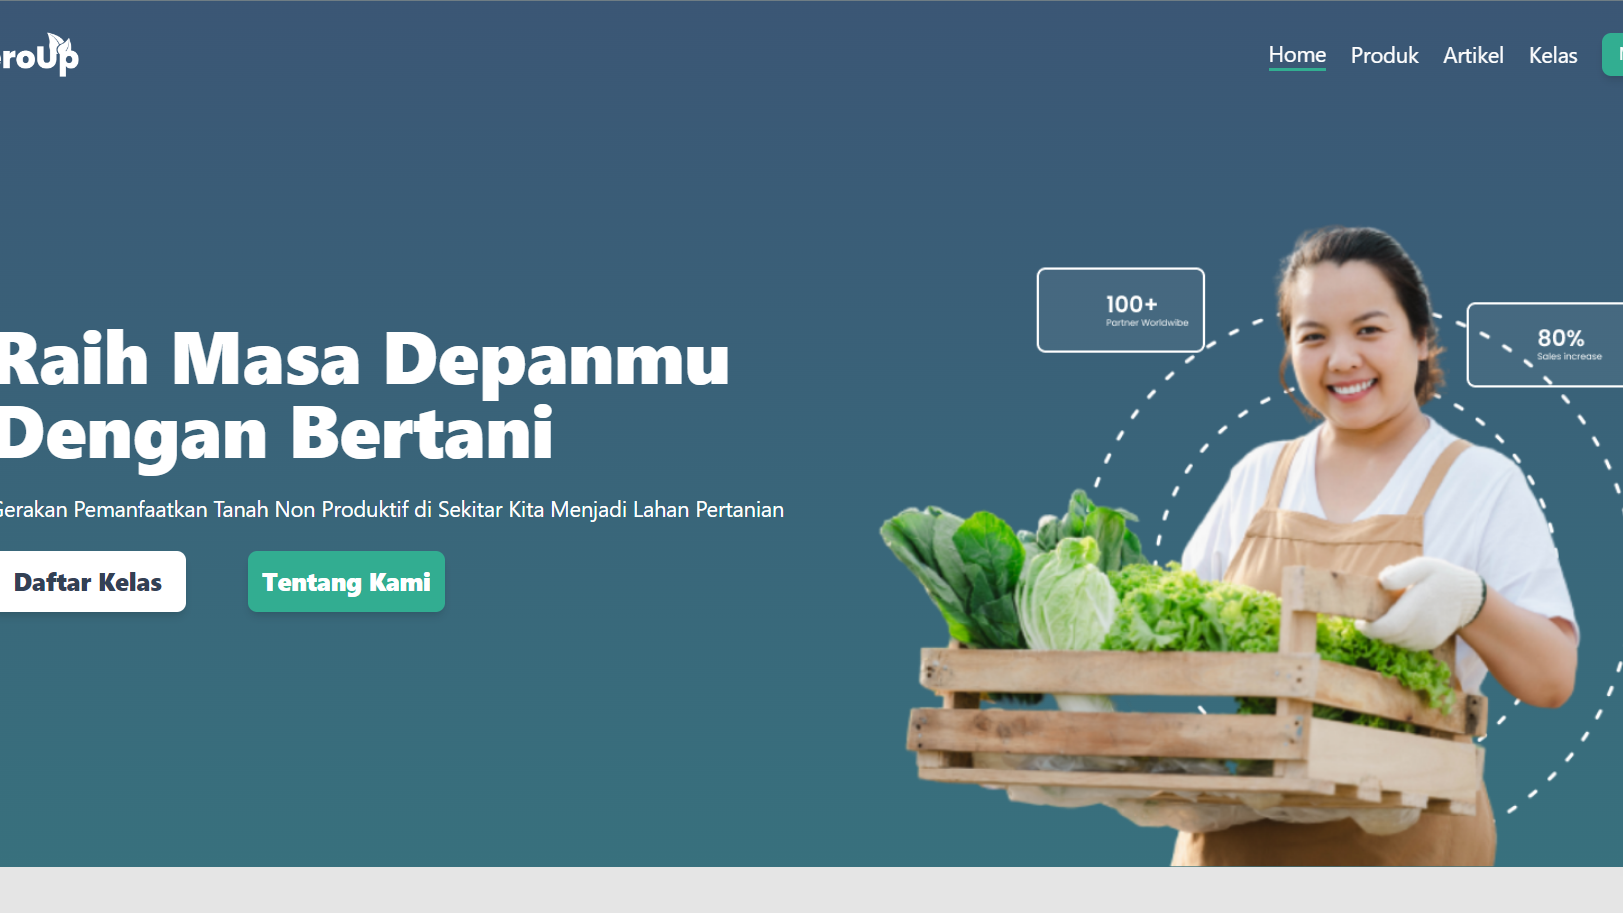 eroUp
Home Produk Artikel Kelas
100+
Partner Worldwibe
80%
Sales increase
Raih Masa Depanmu
Dengan Bertani
Gerakan Pemanfaatkan Tanah Non Produktif di Sekitar Kita Menjadi Lahan Pertanian
Daftar Kelas
Tentang Kami